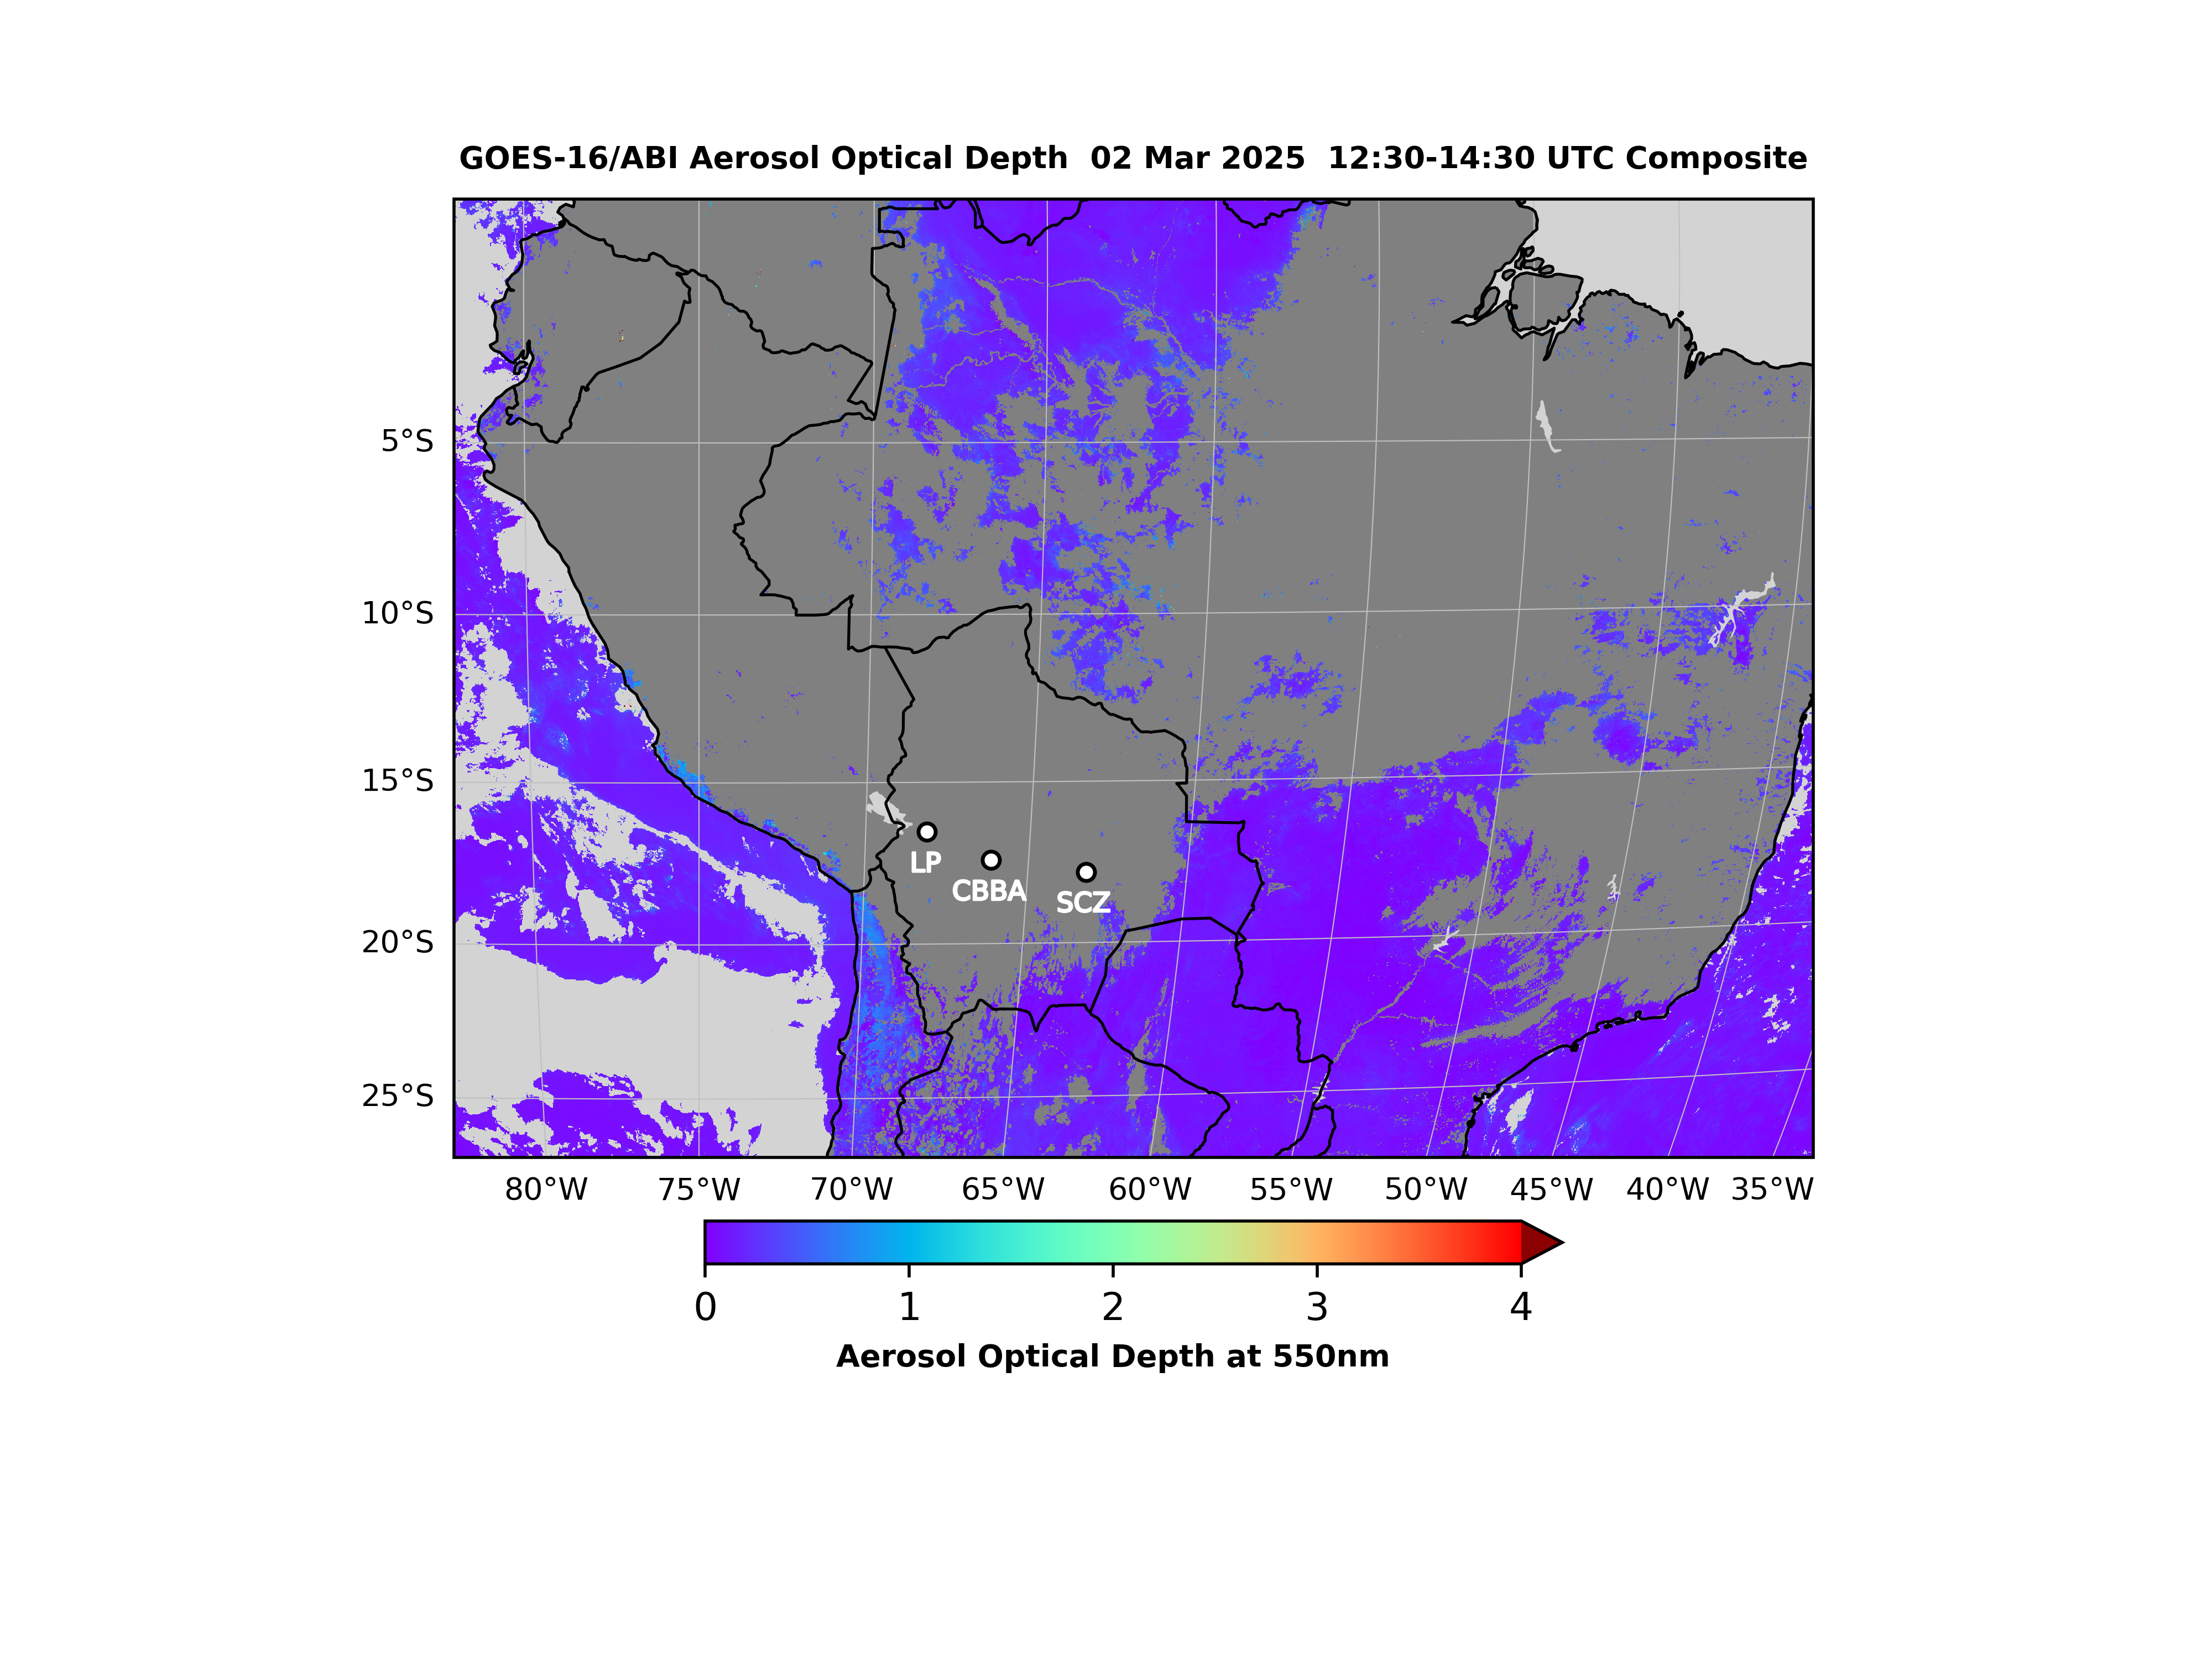 GOES-16/ABI Aerosol Optical Depth  02 Mar 2025  12:30-14:30 UTC Composite
5°S
10°S
15°S
LP
CBBA
SCZ
20°S
25°S
80°W 75°W 70°W 65°W 60°W 55°W 50°W 45°W 40°W 35°W
0 1 2 3 4
Aerosol Optical Depth at 550nm